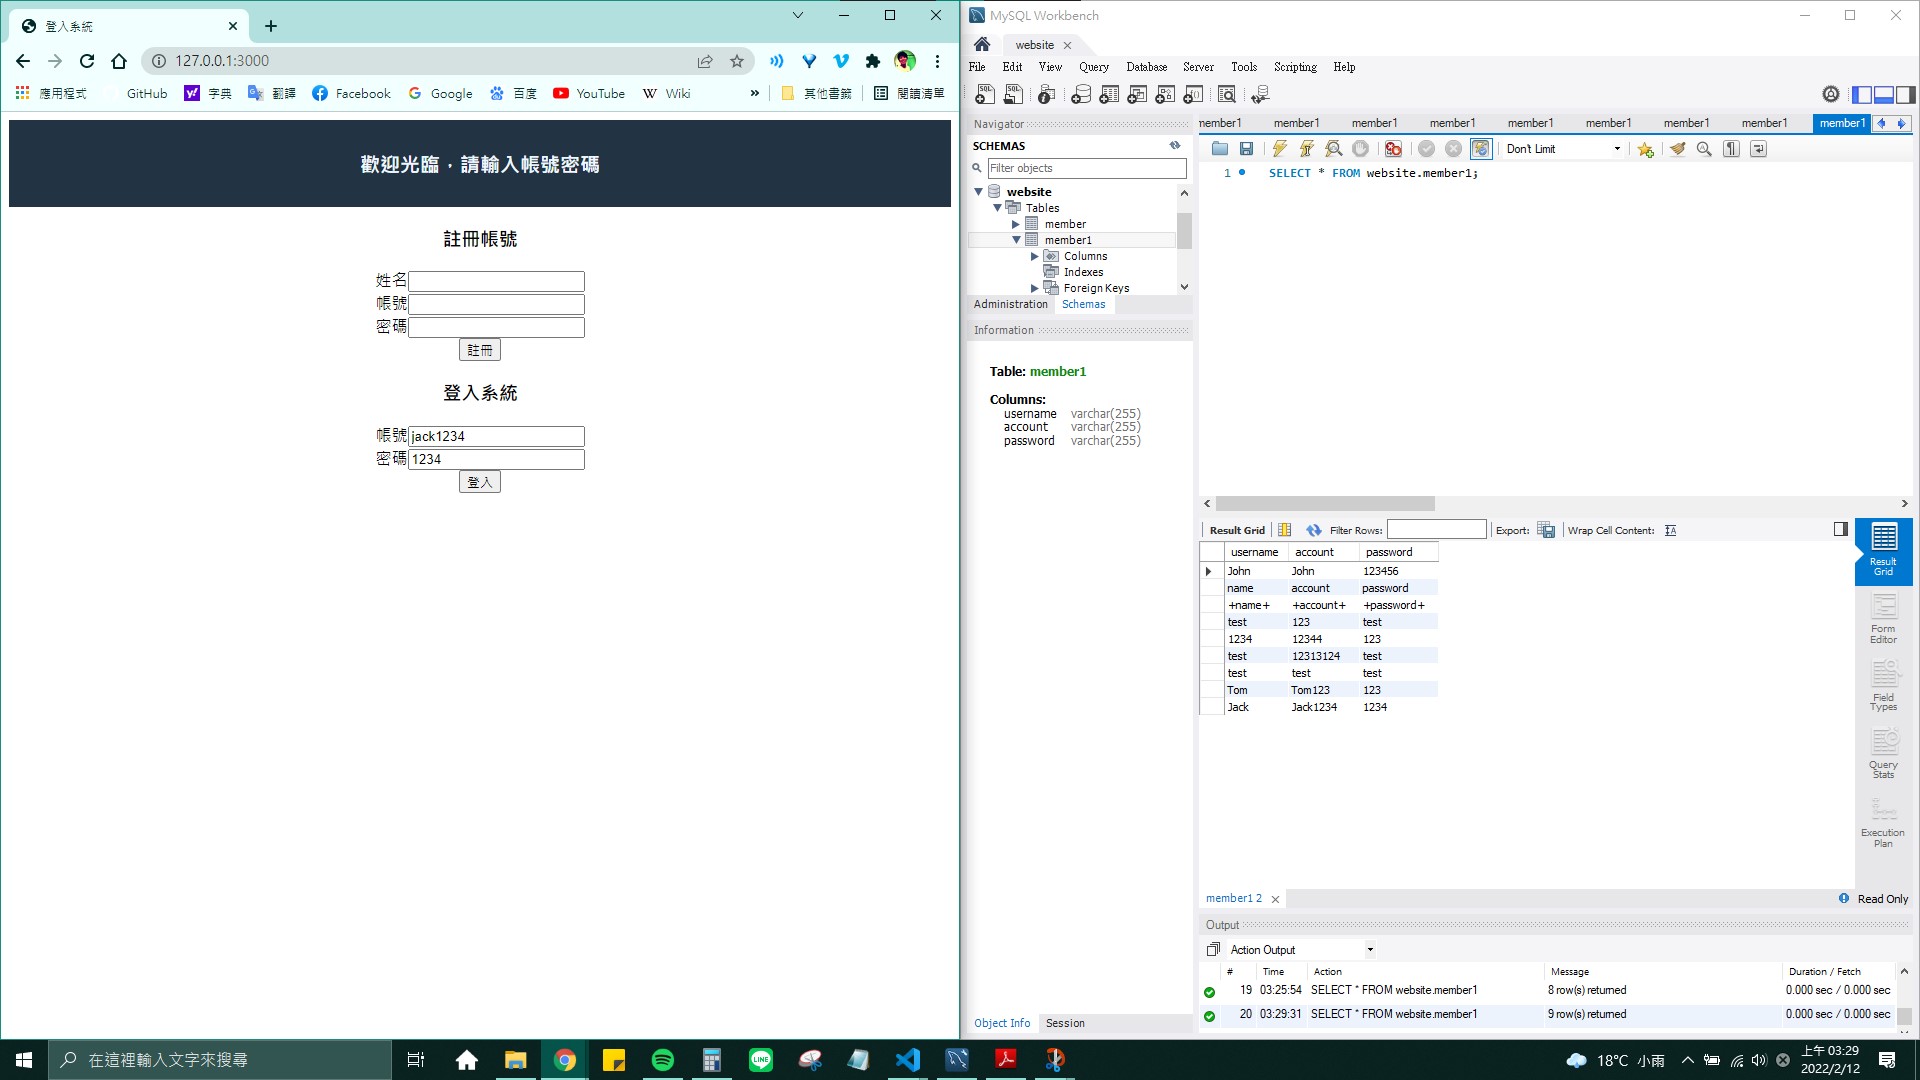 登入系統
127.0.0.1:3000
應用程式 GitHub 字典 翻譯 Facebook Google 百度 YouTube Wiki » 其他書籤 閱讀清單
歡迎光臨，請輸入帳號密碼
註冊帳號
姓名
帳號
密碼
註冊
登入系統
帳號 jack1234
密碼 1234
登入
MySQL Workbench
website
File Edit View Query Database Server Tools Scripting Help
Navigator
SCHEMAS
Filter objects
website
Tables
member
member1
Columns
Indexes
Foreign Keys
Administration Schemas
Information
Table: member1
Columns:
username varchar(255)
account varchar(255)
password varchar(255)
Object Info Session
member1 member1 member1 member1 member1 member1 member1 member1 member1
Don't Limit
1 SELECT * FROM website.member1;
Result Grid Filter Rows: Export: Wrap Cell Content:
username account password
John John 123456
name account password
+name+ +account+ +password+
test 123 test
1234 12344 123
test 12313124 test
test test test
Tom Tom123 123
Jack Jack1234 1234
Result
Grid
Form
Editor
Field
Types
Query
Stats
Execution
Plan
member1 2 Read Only
Output
Action Output
# Time Action Message Duration / Fetch
19 03:25:54 SELECT * FROM website.member1 8 row(s) returned 0.000 sec / 0.000 sec
20 03:29:31 SELECT * FROM website.member1 9 row(s) returned 0.000 sec / 0.000 sec
在這裡輸入文字來搜尋
18°C 小雨
上午 03:29
2022/2/12